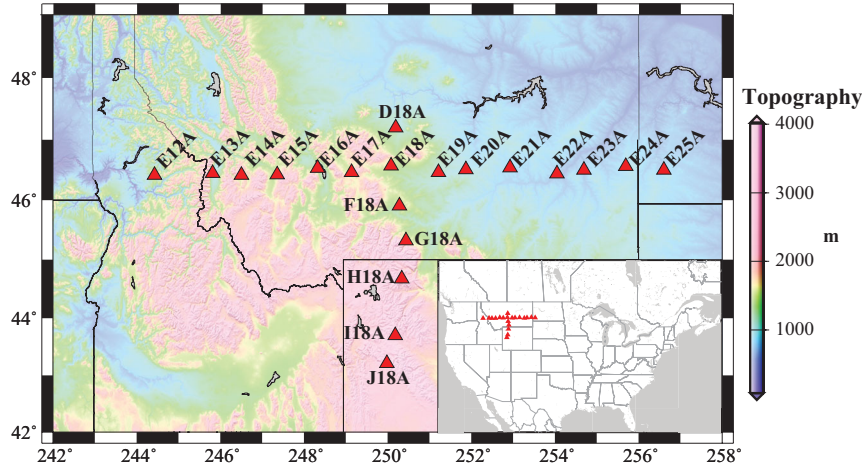 48°
46°
44°
42°
242
244
246
248
250
252
254
256
258
D18A
E12A
E13A
E14A
E15A
E16A
E17A
E18A
E19A
E20A
E21A
E22A
E23A
E24A
E25A
F18A
G18A
H18A
I18A
J18A
Topography
4000
3000
2000
1000
m